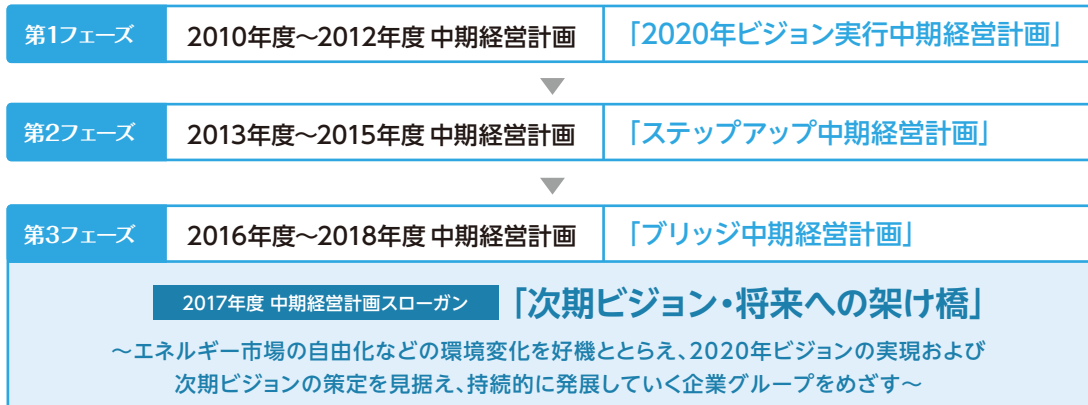 第1フェーズ 2010年度～2012年度 中期経営計画 「2020年ビジョン実行中期経営計画」
第2フェーズ 2013年度～2015年度 中期経営計画 「ステップアップ中期経営計画」
第3フェーズ 2016年度～2018年度 中期経営計画 「ブリッジ中期経営計画」
2017年度 中期経営計画スローガン 「次期ビジョン・将来への架け橋」
～エネルギー市場の自由化などの環境変化を好機ととらえ、2020年ビジョンの実現および
次期ビジョンの策定を見据え、持続的に発展していく企業グループをめざす～